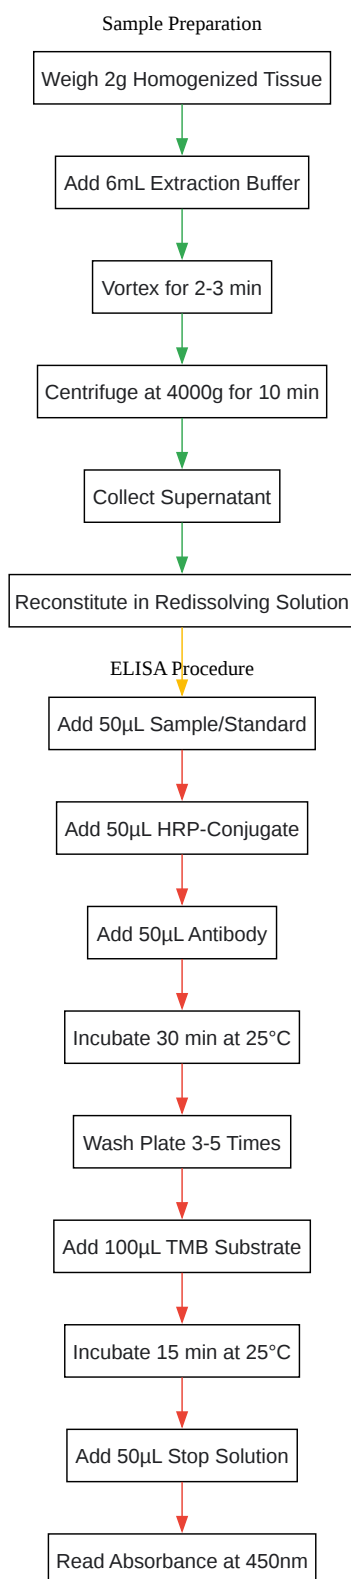 Sample Preparation
Weigh 2g Homogenized Tissue
Add 6mL Extraction Buffer
Vortex for 2-3 min
Centrifuge at 4000g for 10 min
Collect Supernatant
Reconstitute in Redissolving Solution
ELISA Procedure
Add 50µL Sample/Standard
Add 50µL HRP-Conjugate
Add 50µL Antibody
Incubate 30 min at 25°C
Wash Plate 3-5 Times
Add 100µL TMB Substrate
Incubate 15 min at 25°C
Add 50µL Stop Solution
Read Absorbance at 450nm